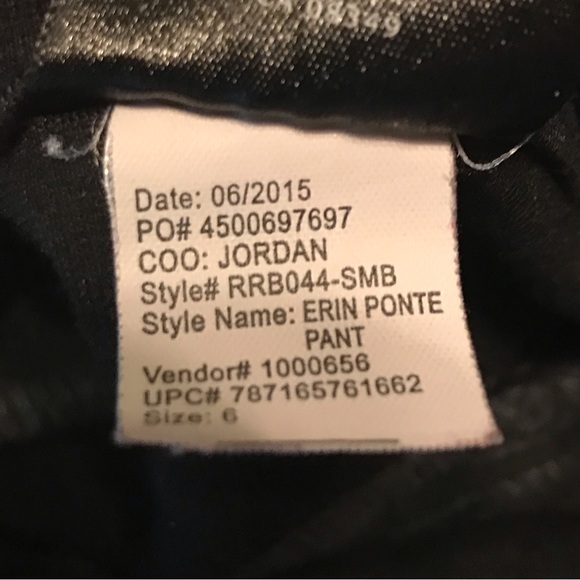 08349
Date: 06/2015
PO# 4500697697
COO: JORDAN
Style# RRB044-SMB
Style Name: ERIN PONTE
PANT
Vendor# 1000656
UPC# 787165761662
Size: 6